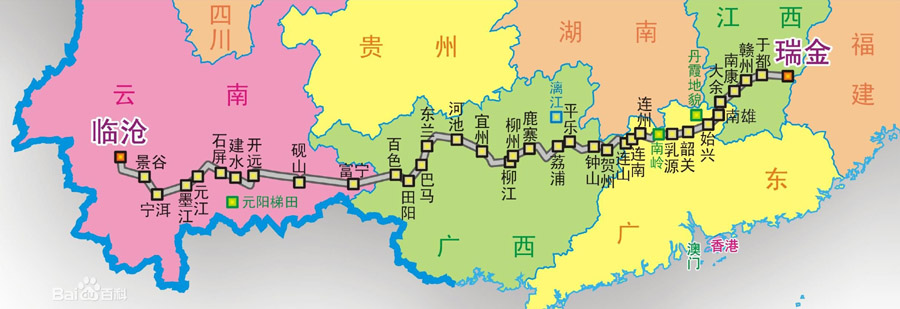 四川
贵州
湖南
江西
福建
云南
广西
广东
临沧
景谷
宁洱
墨江
元江
石屏
建水
开远
元阳梯田
砚山
富宁
百色
田阳
巴马
东兰
河池
宜州
柳江
柳州
鹿寨
荔浦
漓江
平乐
钟山
贺州
连山
连南
连州
南岭
乳源
韶关
丹霞地貌
始兴
南雄
大余
南康
赣州
于都
瑞金
澳门
香港
Baidu百科